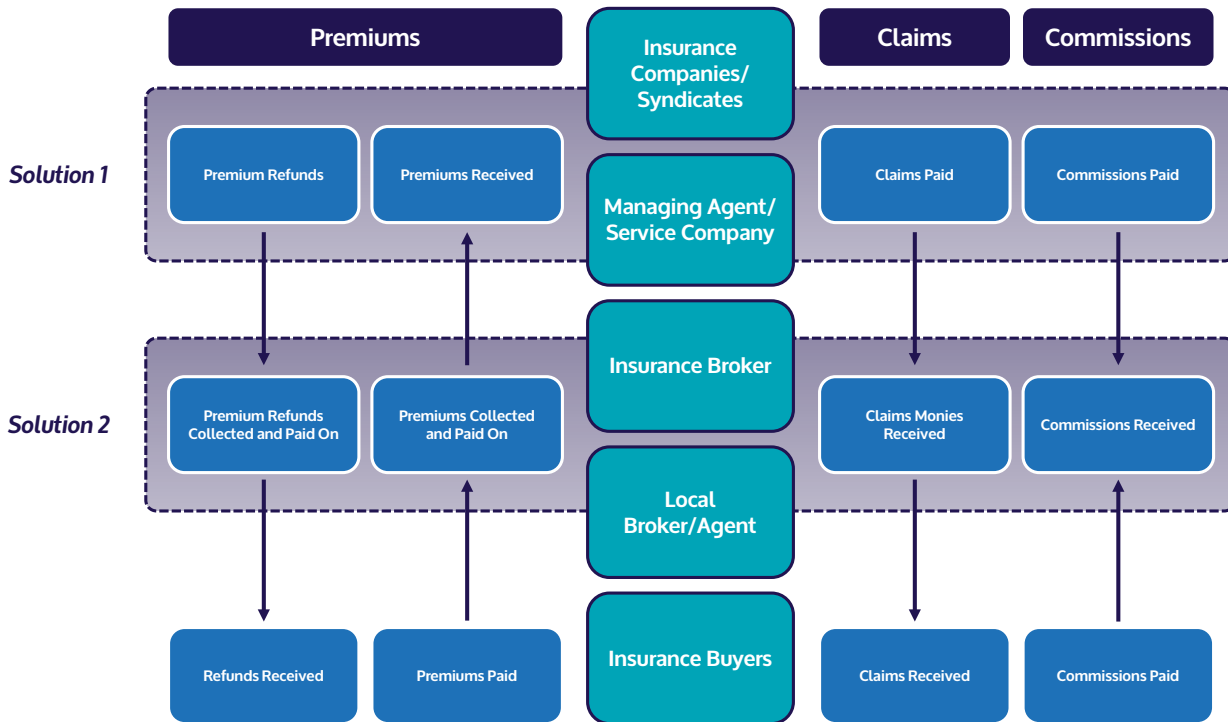 Premiums
Insurance
Companies/
Syndicates
Claims
Commissions
Solution 1
Premium Refunds
Premiums Received
Managing Agent/
Service Company
Claims Paid
Commissions Paid
Insurance Broker
Solution 2
Premium Refunds
Collected and Paid On
Premiums Collected
and Paid On
Claims Monies
Received
Commissions Received
Local
Broker/Agent
Refunds Received
Premiums Paid
Insurance Buyers
Claims Received
Commissions Paid